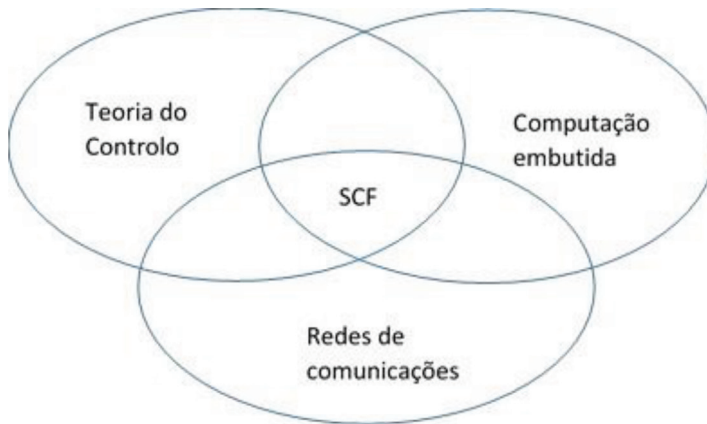 Teoria do
Controlo
Computação
embutida
SCF
Redes de
comunicações